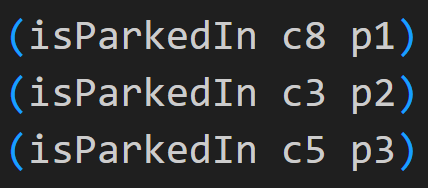 (isParkedIn c8 p1)
(isParkedIn c3 p2)
(isParkedIn c5 p3)